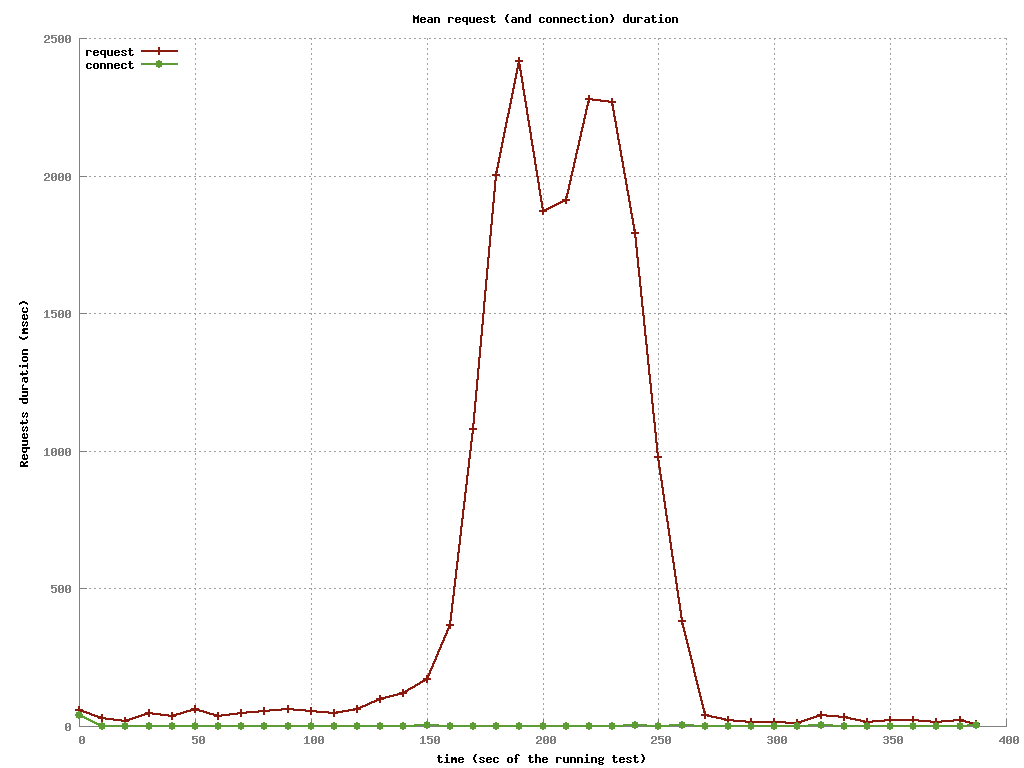 Mean request (and connection) duration
request
connect
2500
2000
1500
1000
500
0
Requests duration (msec)
0 50 100 150 200 250 300 350 400
time (sec of the running test)